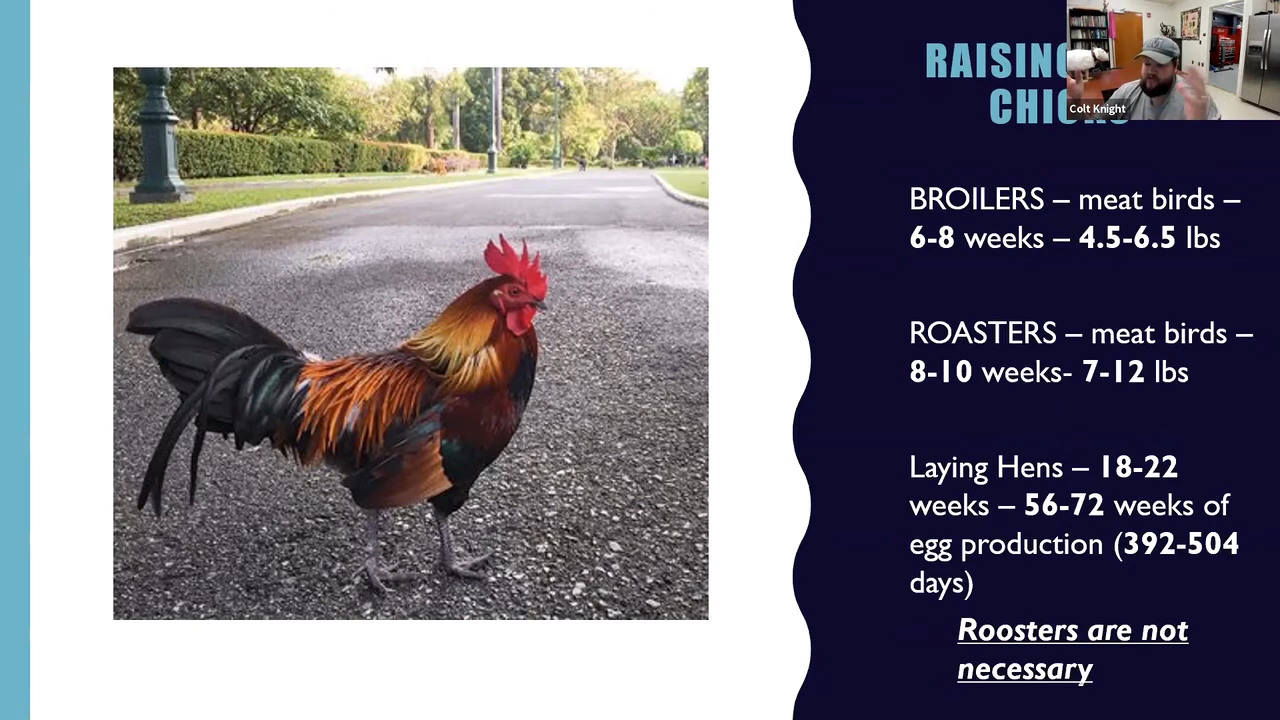 RAISING
Colt Knight
BROILERS – meat birds –
6-8 weeks – 4.5-6.5 lbs
ROASTERS – meat birds –
8-10 weeks- 7-12 lbs
Laying Hens – 18-22
weeks – 56-72 weeks of
egg production (392-504
days)
Roosters are not
necessary